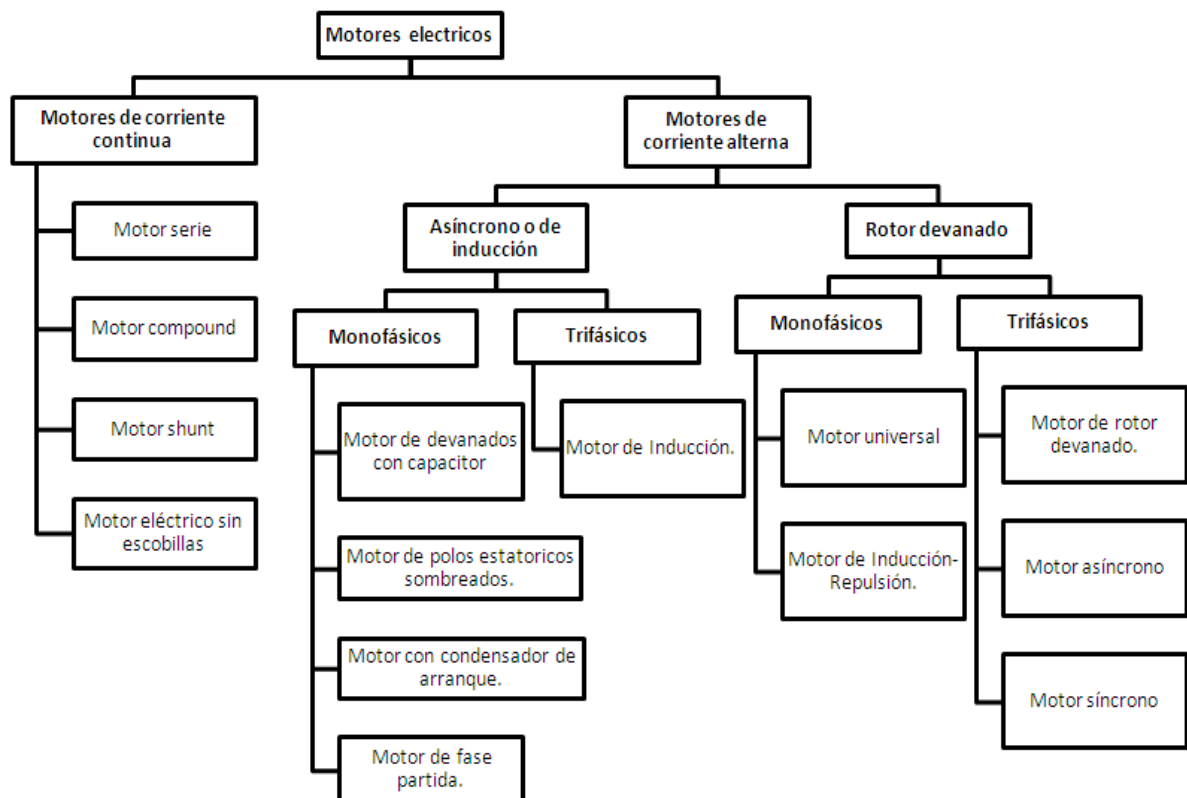 Motores electricos
Motores de corriente
continua
Motor serie
Motor compound
Motor shunt
Motor eléctrico sin
escobillas
Motores de
corriente alterna
Asíncrono o de
inducción
Monofásicos
Motor de devanados
con capacitor
Motor de polos estatoricos
sombreados.
Motor con condensador de
arranque.
Motor de fase
partida.
Trifásicos
Motor de Inducción.
Rotor devanado
Monofásicos
Motor universal
Motor de Inducción-
Repulsión.
Trifásicos
Motor de rotor
devanado.
Motor asíncrono
Motor síncrono